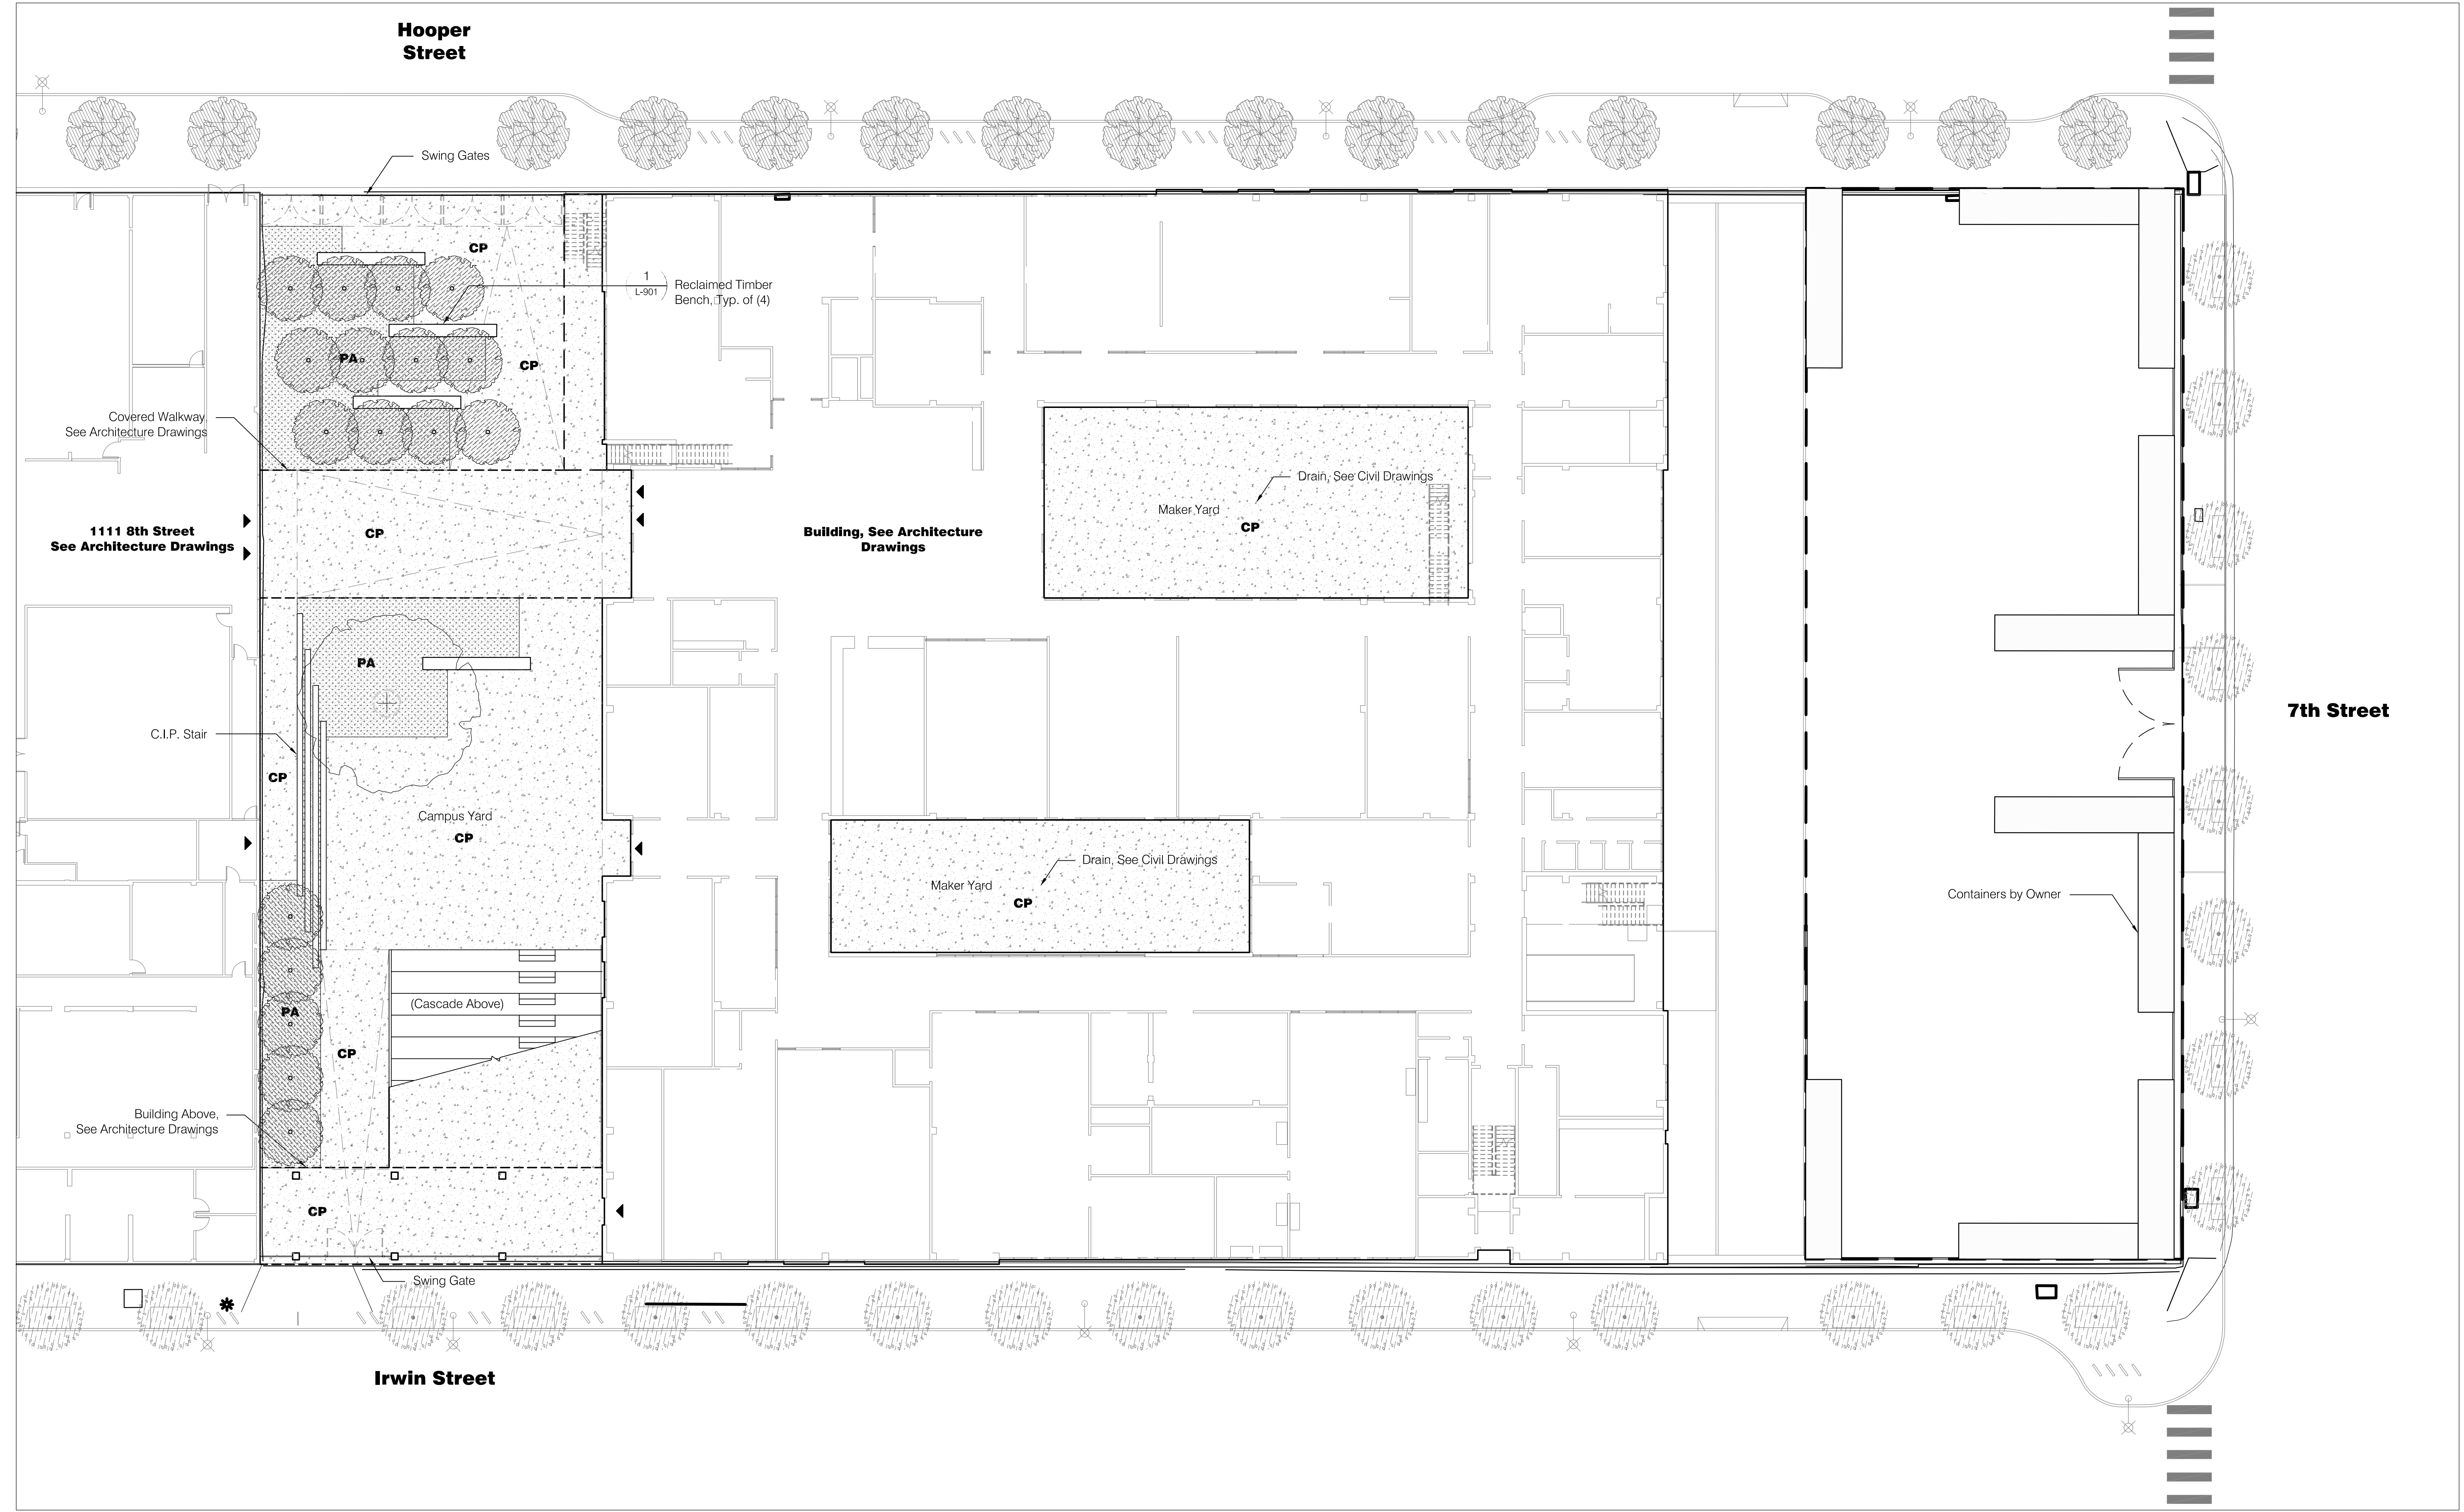 Hooper
Street
Swing Gates
CP
1
L-901
Reclaimed Timber
Bench, Typ. of (4)
PA
CP
Covered Walkway,
See Architecture Drawings
Drain, See Civil Drawings
Maker Yard
CP
1111 8th Street
See Architecture Drawings
CP
Building, See Architecture
Drawings
PA
C.I.P. Stair
7th Street
CP
Campus Yard
CP
Drain, See Civil Drawings
Maker Yard
CP
Containers by Owner
(Cascade Above)
PA
CP
Building Above,
See Architecture Drawings
CP
Swing Gate
Irwin Street